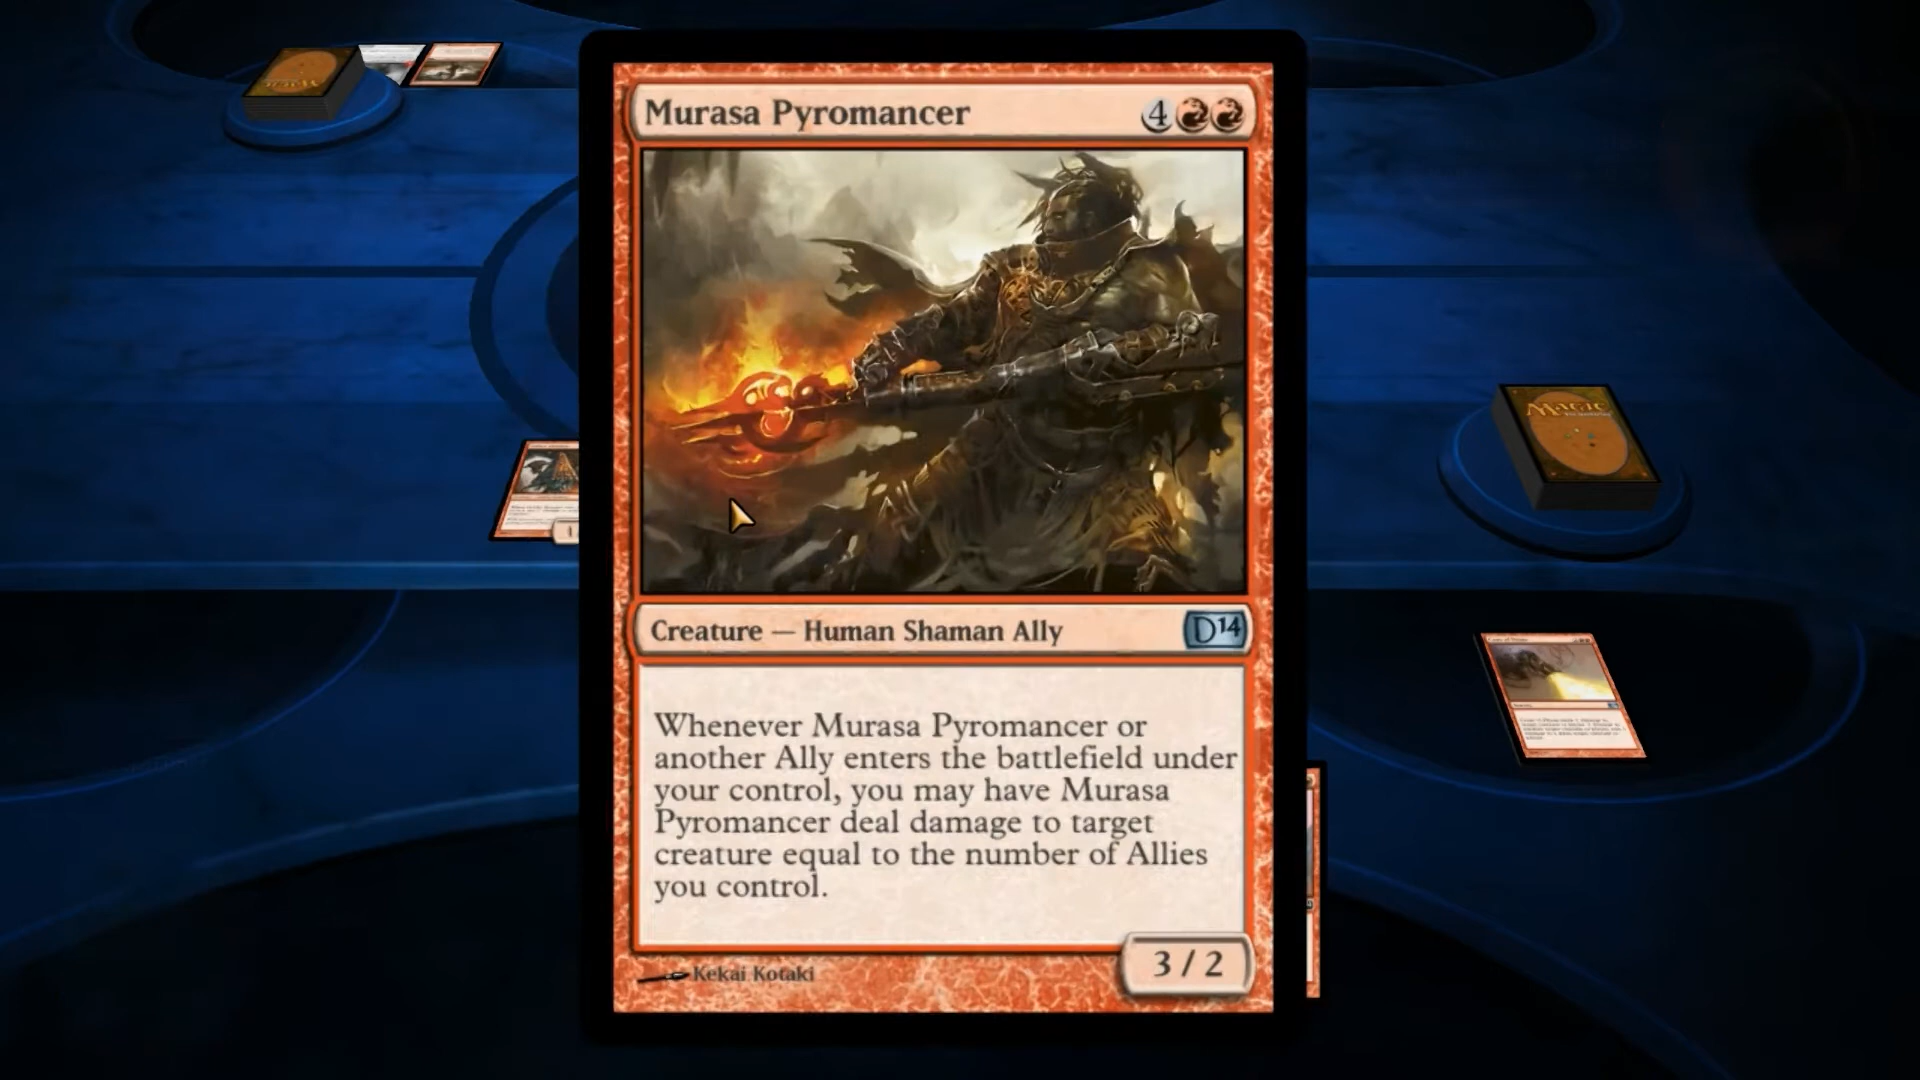 Murasa Pyromancer
4
Creature — Human Shaman Ally
D14
Whenever Murasa Pyromancer or
another Ally enters the battlefield under
your control, you may have Murasa
Pyromancer deal damage to target
creature equal to the number of Allies
you control.
3 / 2
Kekai Kotaki
MAGIC